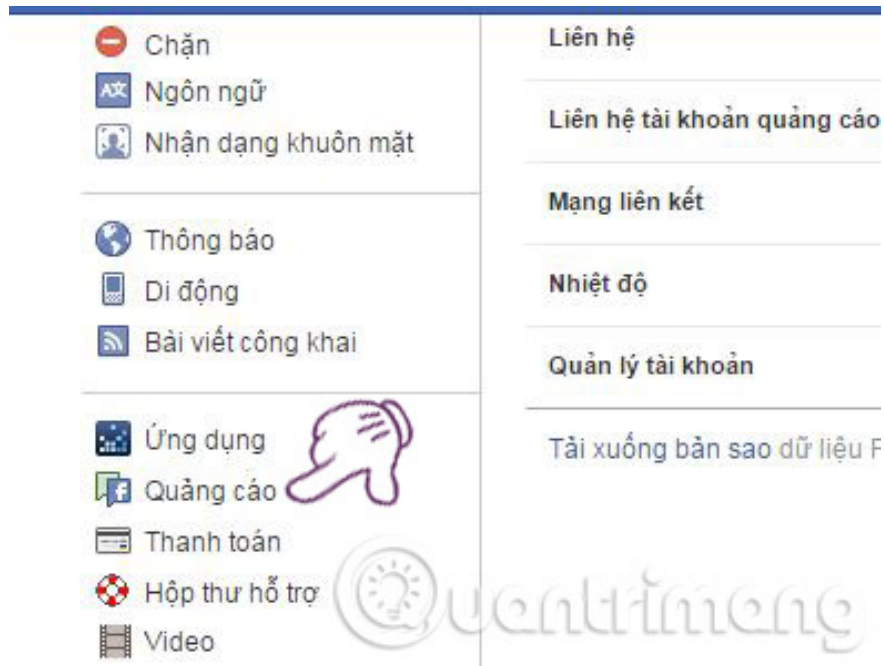 Chặn
Ngôn ngữ
Nhận dạng khuôn mặt
Thông báo
Di động
Bài viết công khai
Ứng dụng
Quảng cáo
Thanh toán
Hộp thư hỗ trợ
Video
Liên hệ
Liên hệ tài khoản quảng cáo
Mạng liên kết
Nhiệt độ
Quản lý tài khoản
Tải xuống bản sao dữ liệu F
Quantrimang